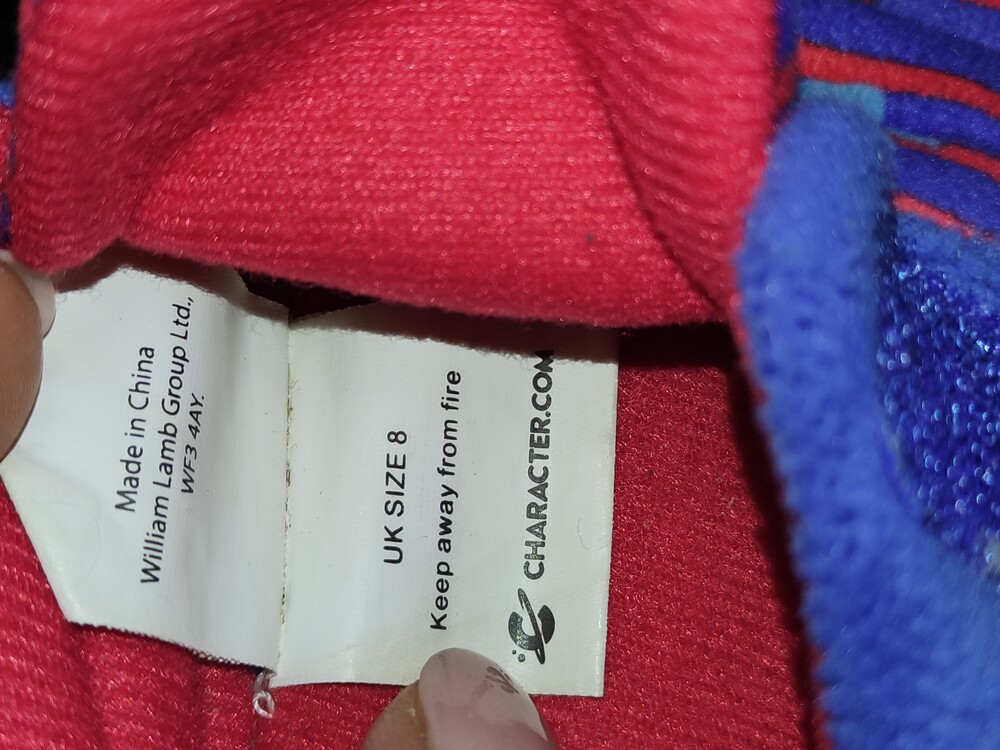 Made in China
William Lamb Group Ltd.,
WF3 4AY.
UK SIZE 8
Keep away from fire
CHARACTER.COM